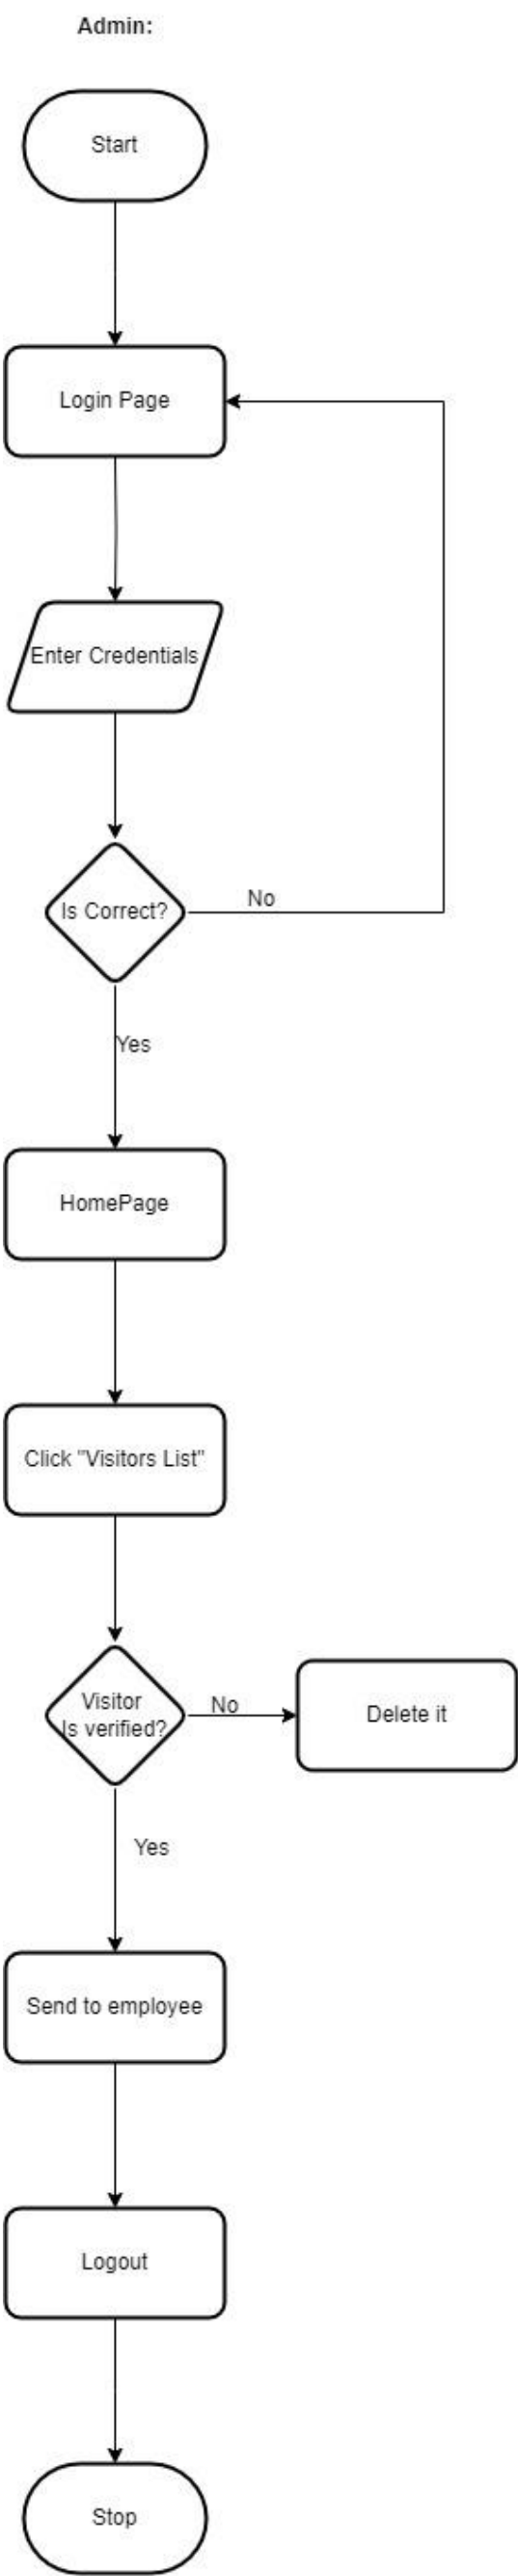 Admin:
Start
Login Page
Enter Credentials
Is Correct?
No
Yes
HomePage
Click "Visitors List"
Visitor
Is verified?
No
Delete it
Yes
Send to employee
Logout
Stop